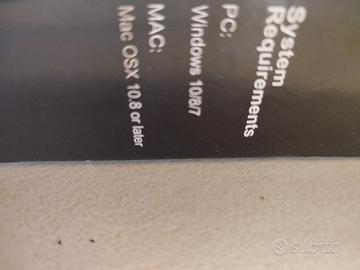 System
Requirements
PC:
Windows 10/8/7
MAC:
Mac OSX 10.8 or later
subito